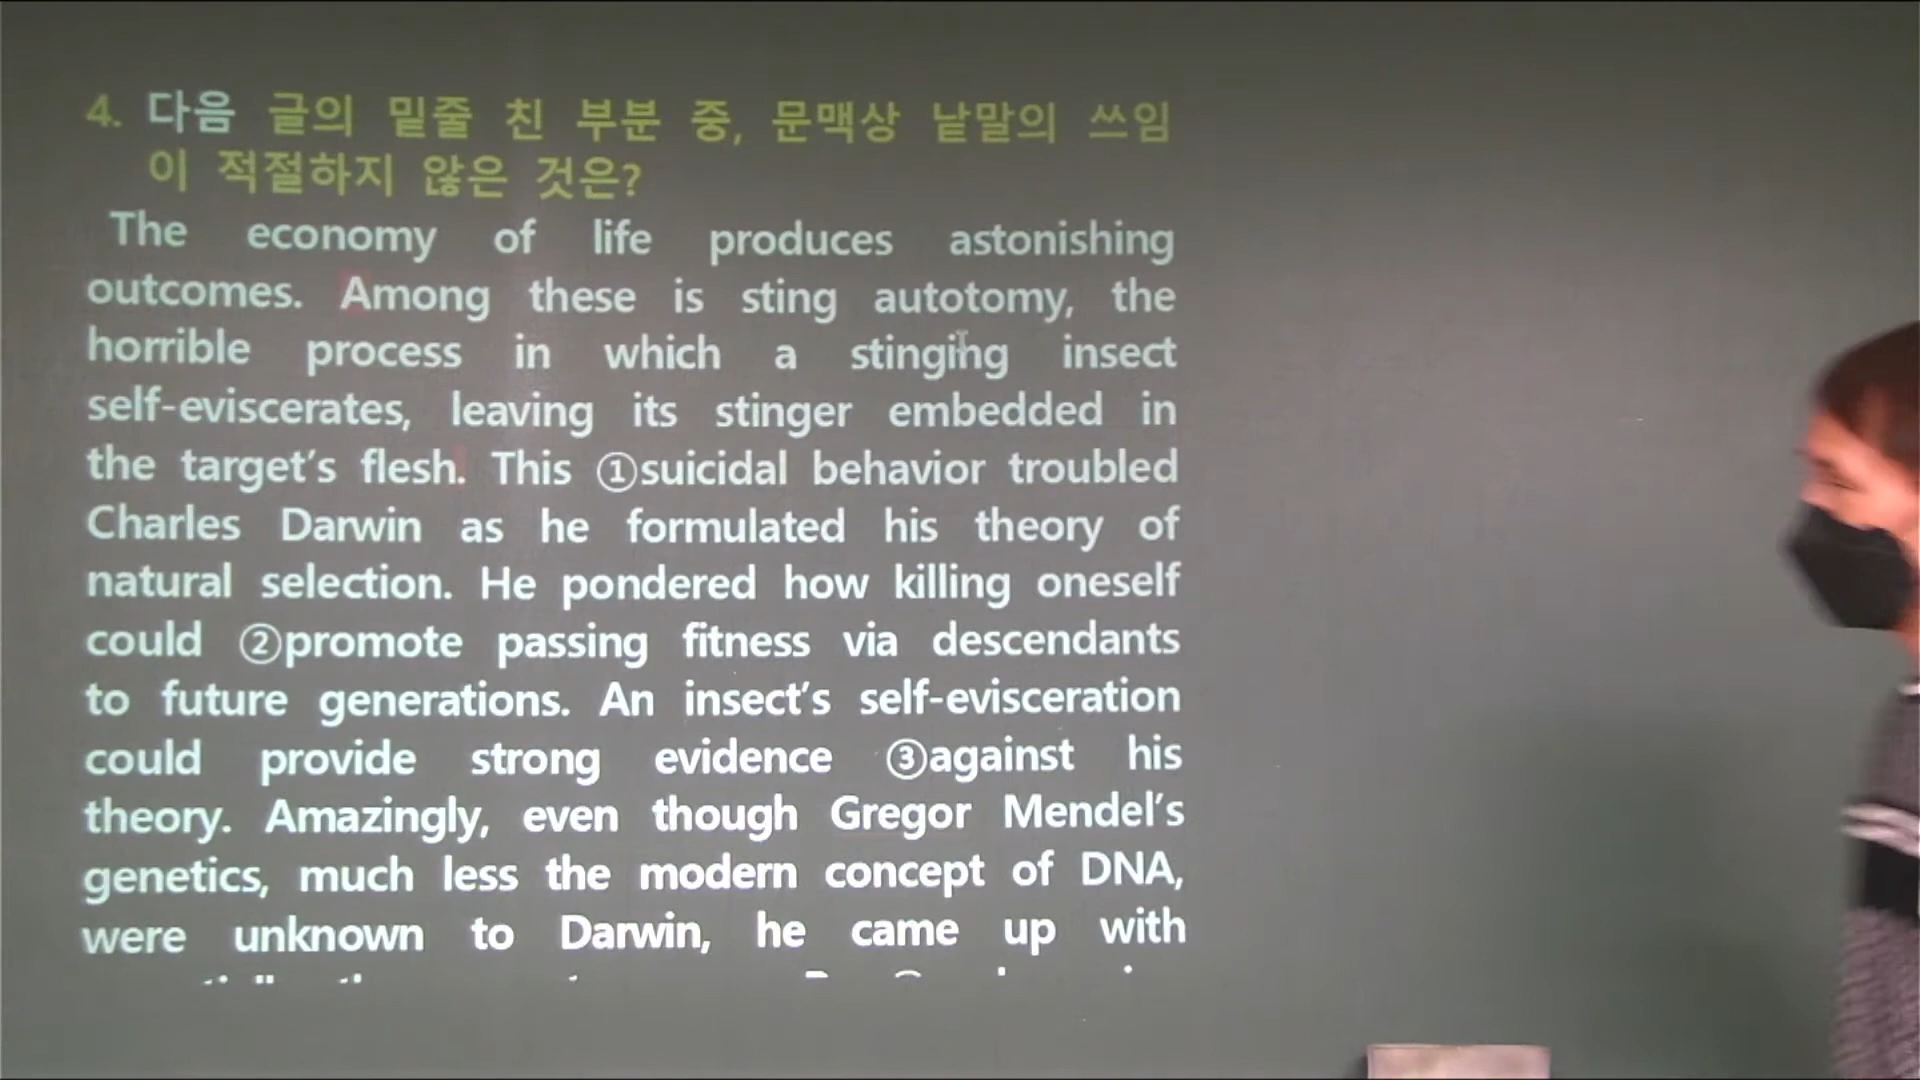 4. 다음 글의 밑줄 친 부분 중, 문맥상 낱말의 쓰임
이 적절하지 않은 것은?
The economy of life produces astonishing
outcomes. Among these is sting autotomy, the
horrible process in which a stinging insect
self-eviscerates, leaving its stinger embedded in
the target's flesh. This ①suicidal behavior troubled
Charles Darwin as he formulated his theory of
natural selection. He pondered how killing oneself
could ②promote passing fitness via descendants
to future generations. An insect's self-evisceration
could provide strong evidence ③against his
theory. Amazingly, even though Gregor Mendel's
genetics, much less the modern concept of DNA,
were unknown to Darwin, he came up with